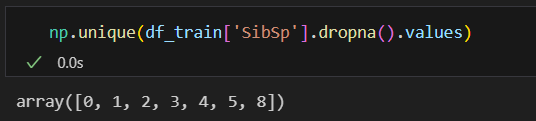 np.unique(df_train['SibSp'].dropna().values)
0.0s
array([0, 1, 2, 3, 4, 5, 8])